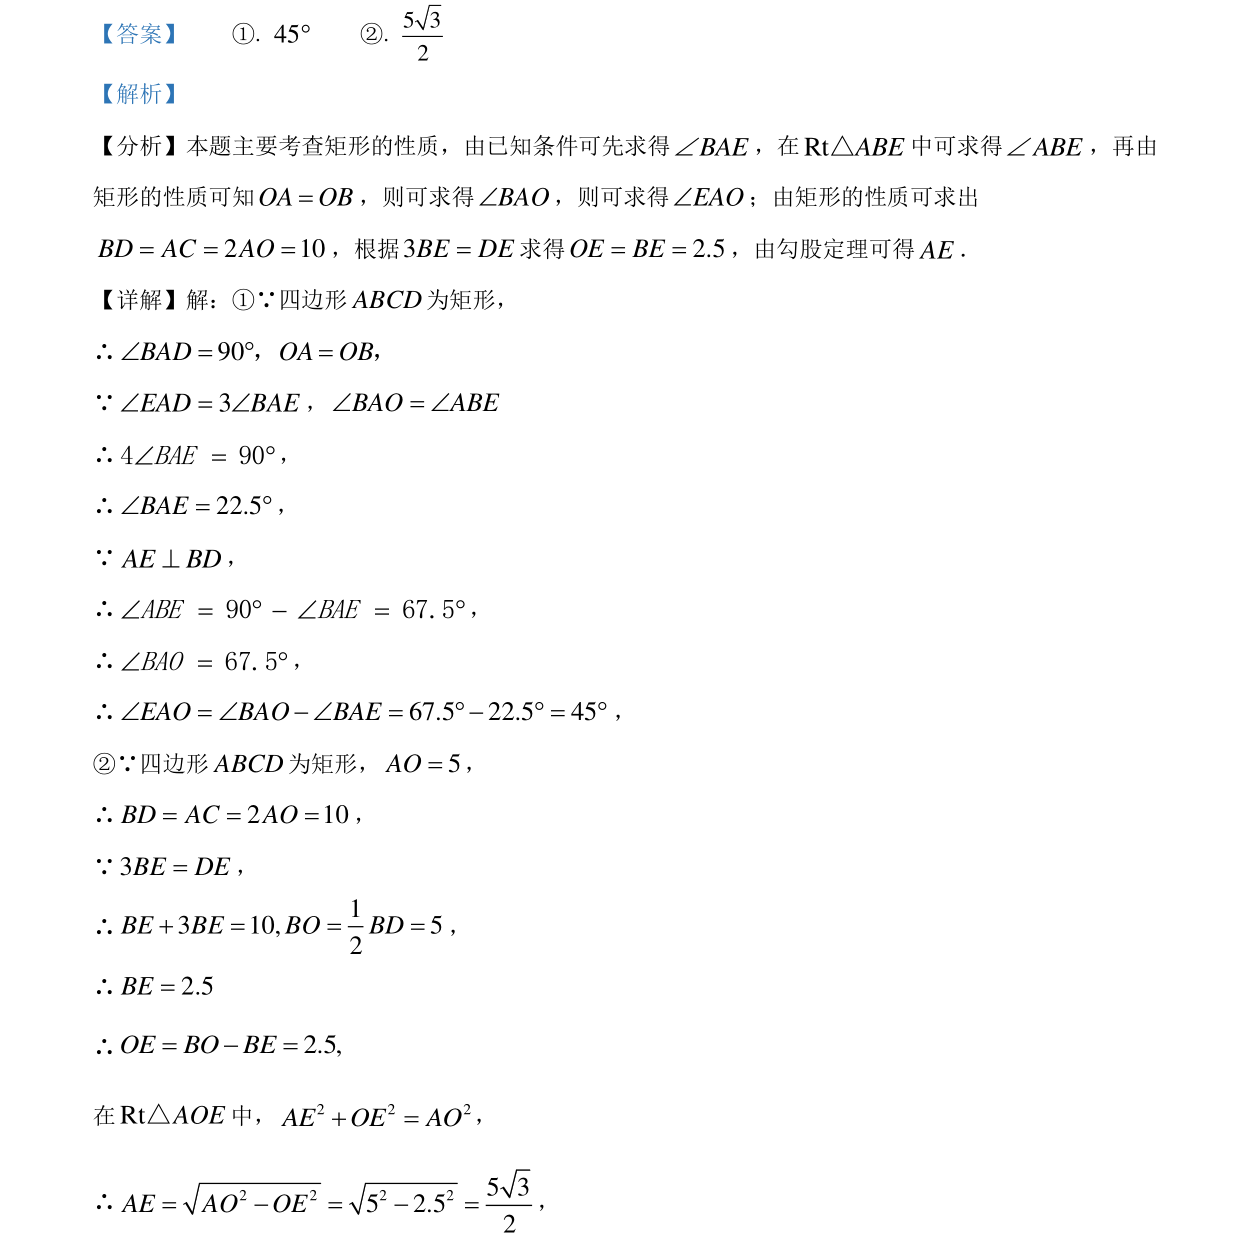 【答案】 ①. 45° ②. 5√3/2
【解析】
【分析】本题主要考查矩形的性质，由已知条件可先求得∠BAE，在Rt△ABE中可求得∠ABE，再由
矩形的性质可知OA=OB，则可求得∠BAO，则可求得∠EAO；由矩形的性质可求出
BD=AC=2AO=10，根据3BE=DE求得OE=BE=2.5，由勾股定理可得AE．
【详解】解：①∵四边形ABCD为矩形，
∴∠BAD=90°，OA=OB，
∵∠EAD=3∠BAE，∠BAO=∠ABE
∴4∠BAE = 90°，
∴∠BAE=22.5°，
∵AE⊥BD，
∴∠ABE = 90° – ∠BAE = 67.5°，
∴∠BAO = 67.5°，
∴∠EAO=∠BAO−∠BAE=67.5°−22.5°=45°，
②∵四边形ABCD为矩形，AO=5，
∴BD=AC=2AO=10，
∵3BE=DE，
∴BE+3BE=10,BO=1/2BD=5，
∴BE=2.5
∴OE=BO−BE=2.5,
在Rt△AOE中，AE²+OE²=AO²，
∴AE=√(AO²−OE²)=√(5²−2.5²)=5√3/2，